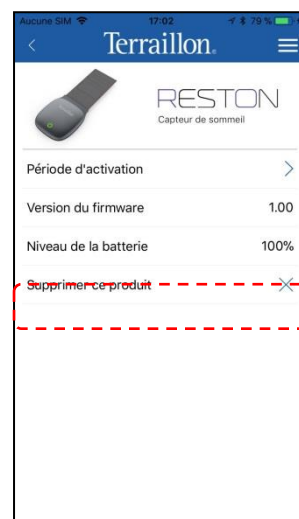 Aucune SIM 17:02 79 %
Terraillon.
RESTON
Capteur de sommeil
Période d'activation
Version du firmware 1.00
Niveau de la batterie 100%
Supprimer ce produit